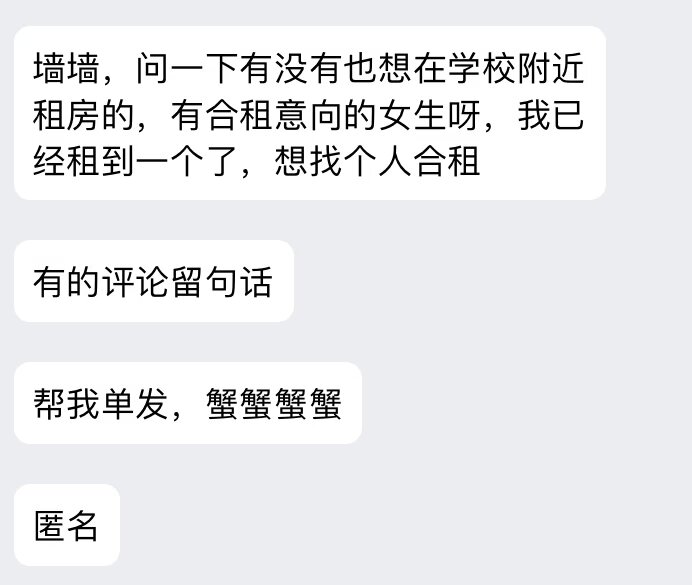 墙墙，问一下有没有也想在学校附近
租房的，有合租意向的女生呀，我已
经租到一个了，想找个人合租
有的评论留句话
帮我单发，蟹蟹蟹蟹
匿名